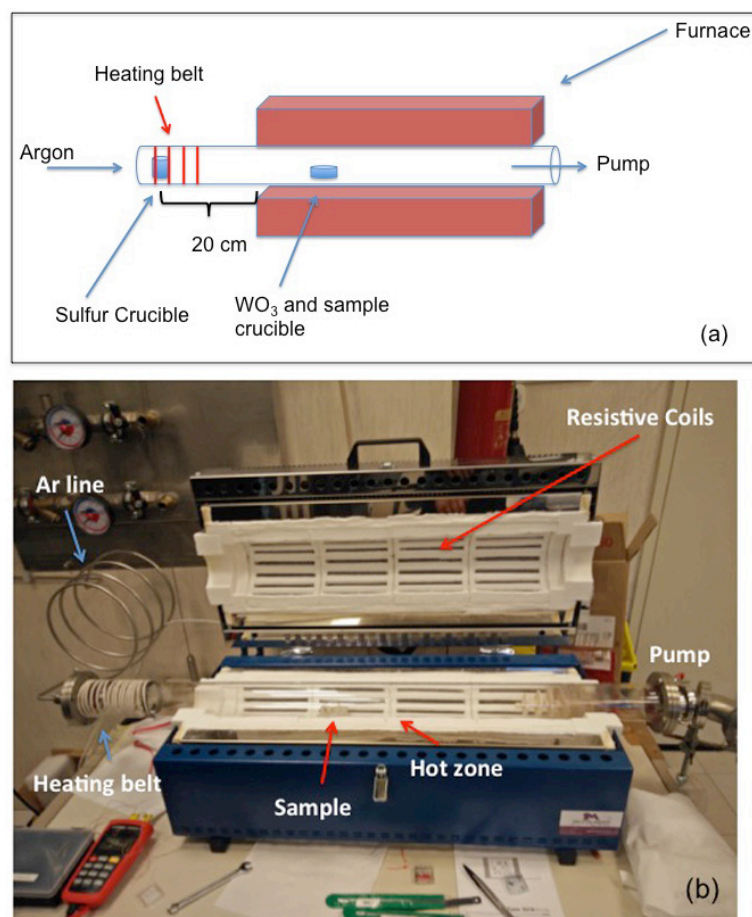 Furnace
Heating belt
Argon
Pump
20 cm
Sulfur Crucible
WO₃ and sample
crucible
(a)
Resistive Coils
Ar line
Pump
Heating belt
Hot zone
Sample
(b)